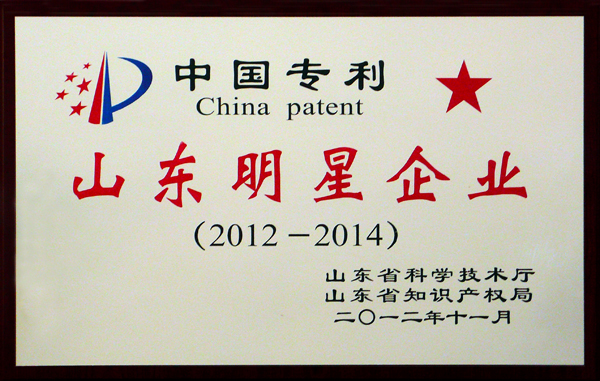 中国专利
China patent
山东明星企业
(2012－2014)
山东省科学技术厅
山东省知识产权局
二〇一二年十一月